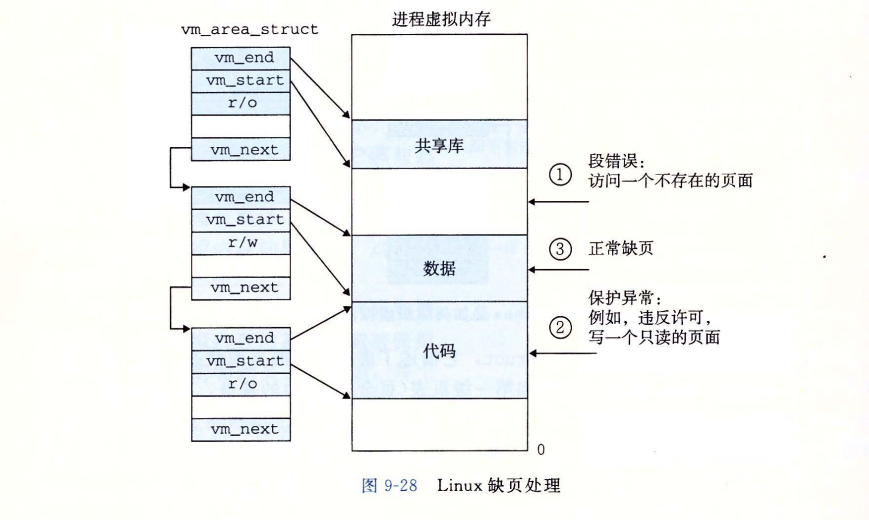 进程虚拟内存
vm_area_struct
vm_end
vm_start
r/o
vm_next
共享库
① 段错误:
访问一个不存在的页面
vm_end
vm_start
r/w
vm_next
数据
③ 正常缺页
vm_end
vm_start
r/o
vm_next
代码
② 保护异常:
例如,违反许可,
写一个只读的页面
0
图 9-28 Linux 缺页处理